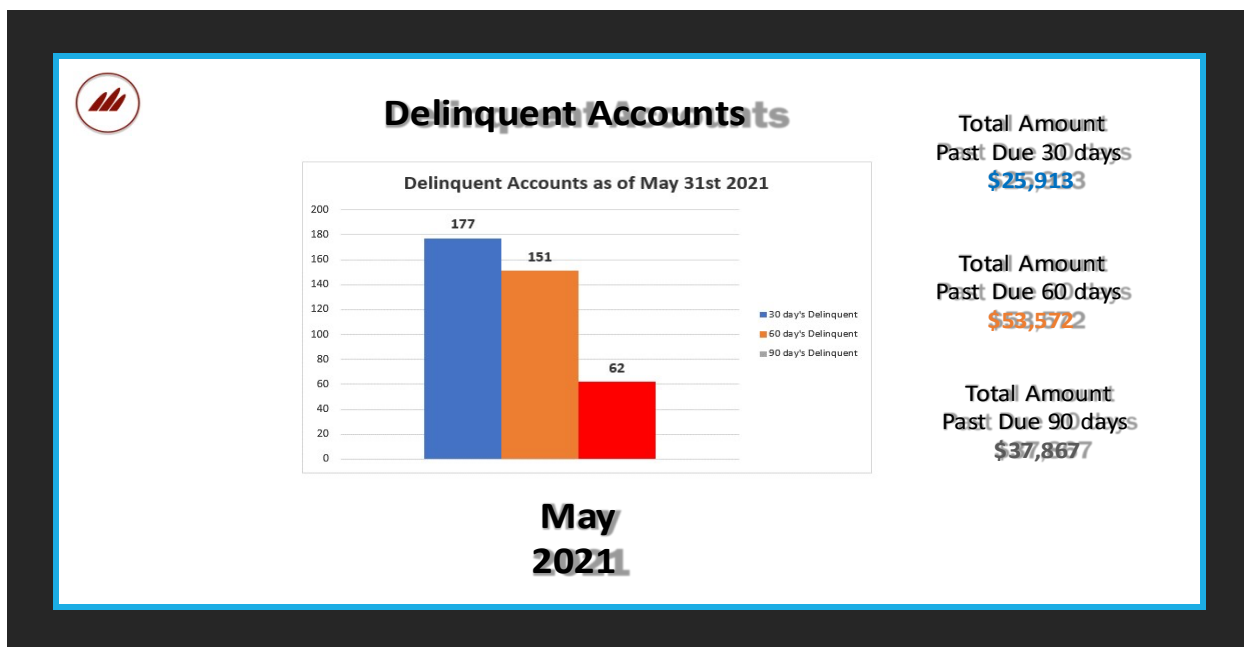 Delinquent Accounts
Delinquent Accounts as of May 31st 2021
200
180
160
140
120
100
80
60
40
20
0
177
151
62
30 day's Delinquent
60 day's Delinquent
90 day's Delinquent
May
2021
Total Amount
Past Due 30 days
$25,913
Total Amount
Past Due 60 days
$53,572
Total Amount
Past Due 90 days
$37,867